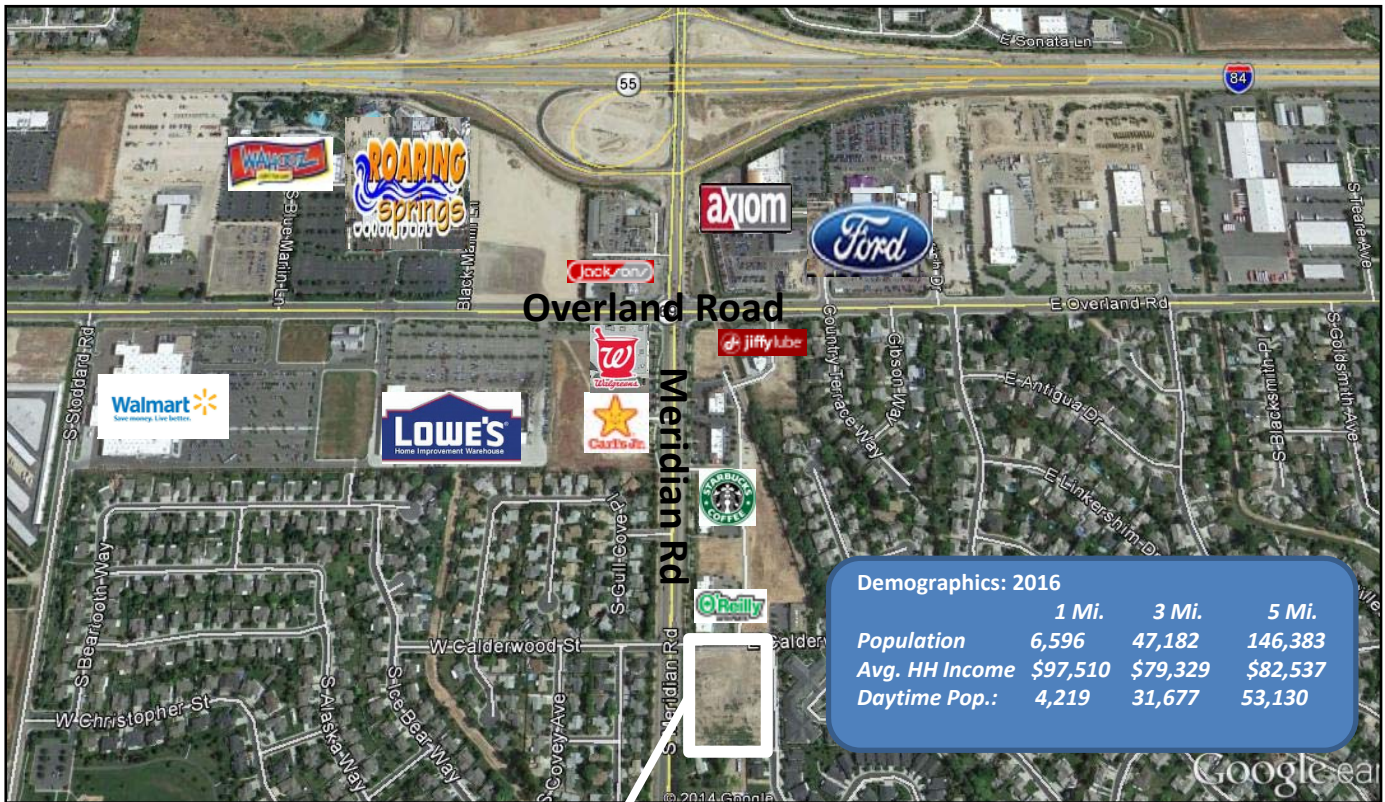 E Sonata Ln
55
84
WAHOOZ
ROARING
springs
S Blue Marlin Ln
axiom
Ford
S Teare Ave
Jacksons
Overland Road
E Overland Rd
S Stoddard Rd
Walgreens
jiffy lube
Country Terrace Way
Gibson Way
S Goldsmith Ave
S Blacksmith Pl
E Antigua Dr
Walmart
Save money. Live better.
LOWE'S
Home Improvement Warehouse
Carl's Jr.
Meridian Rd
STARBUCKS
COFFEE
E Linkershim Dr
S Gull Cove Pl
S Beartooth Way
O'Reilly
Demographics: 2016
1 Mi. 3 Mi. 5 Mi.
Population 6,596 47,182 146,383
Avg. HH Income $97,510 $79,329 $82,537
Daytime Pop.: 4,219 31,677 53,130
W Calderwood St
S Meridian Rd
S Ice Bear Way
S Alaska Way
S Covey Ave
W Christopher St
© 2014 Google
Google ear